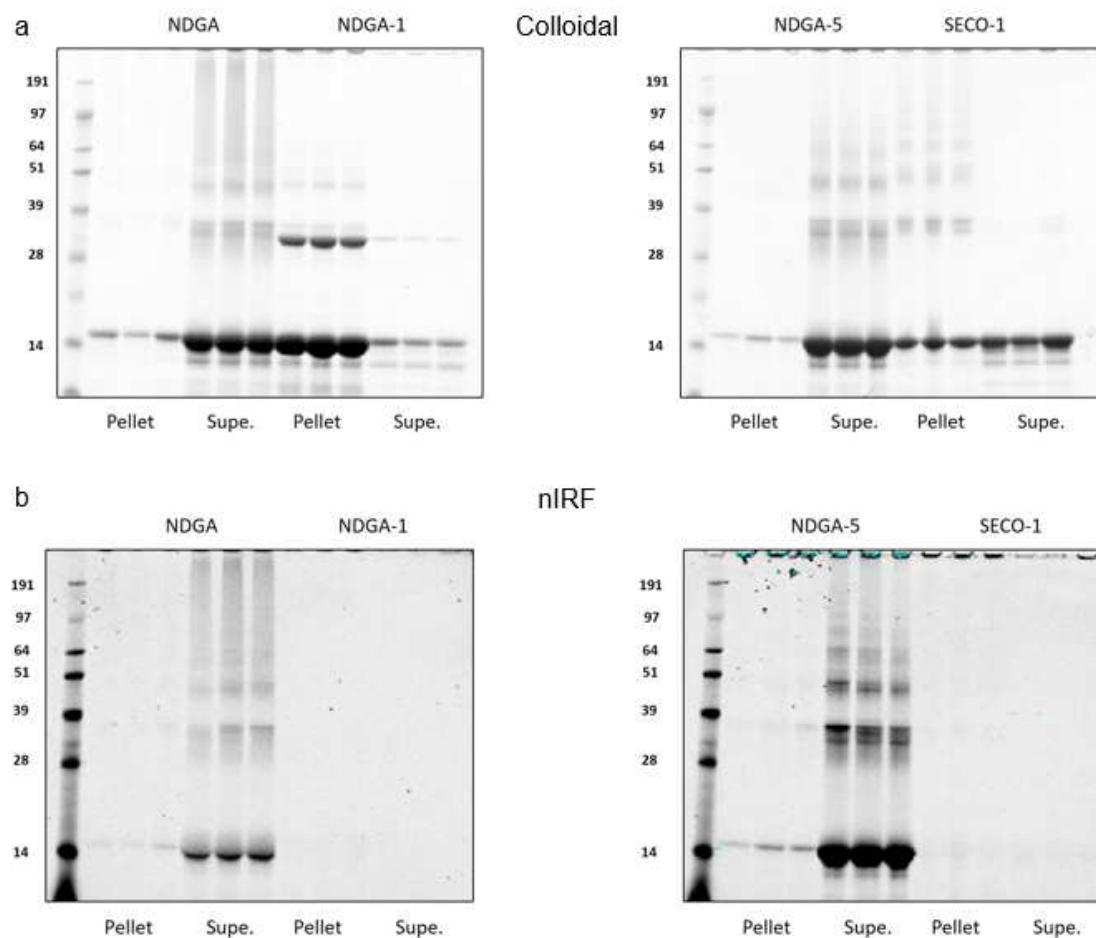 a
Colloidal
NDGA NDGA-1
191
97
64
51
39
28
14
Pellet Supe. Pellet Supe.
NDGA-5 SECO-1
191
97
64
51
39
28
14
Pellet Supe. Pellet Supe.
b
nIRF
NDGA NDGA-1
191
97
64
51
39
28
14
Pellet Supe. Pellet Supe.
NDGA-5 SECO-1
191
97
64
51
39
28
14
Pellet Supe. Pellet Supe.